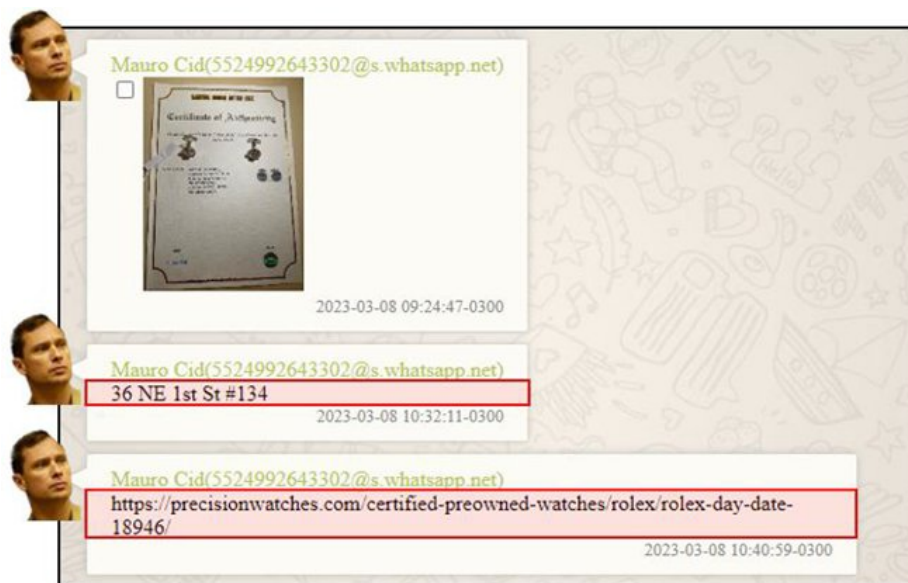 Mauro Cid(5524992643302@s.whatsapp.net)
Certificate of Authenticity
2023-03-08 09:24:47-0300
Mauro Cid(5524992643302@s.whatsapp.net)
36 NE 1st St #134
2023-03-08 10:32:11-0300
Mauro Cid(5524992643302@s.whatsapp.net)
https://precisionwatches.com/certified-preowned-watches/rolex/rolex-day-date-
18946/
2023-03-08 10:40:59-0300